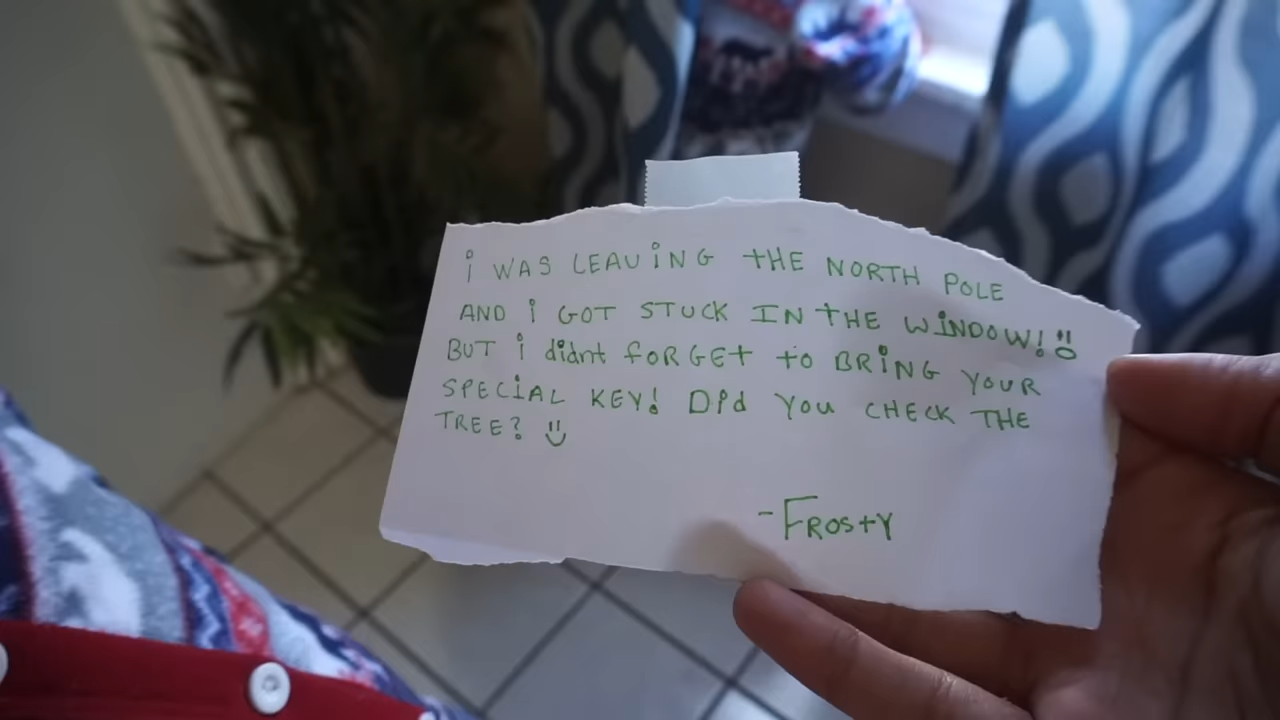 i WAS LEAViNG tHE NORTH POLE
AND i GOT STUCK IN tHE WiNDOW! ☹
BUT i didnt foRGEt to BRiNG YOUR
SPECiAL KEY! Did You CHECK tHE
TREE? ☺
-FROStY